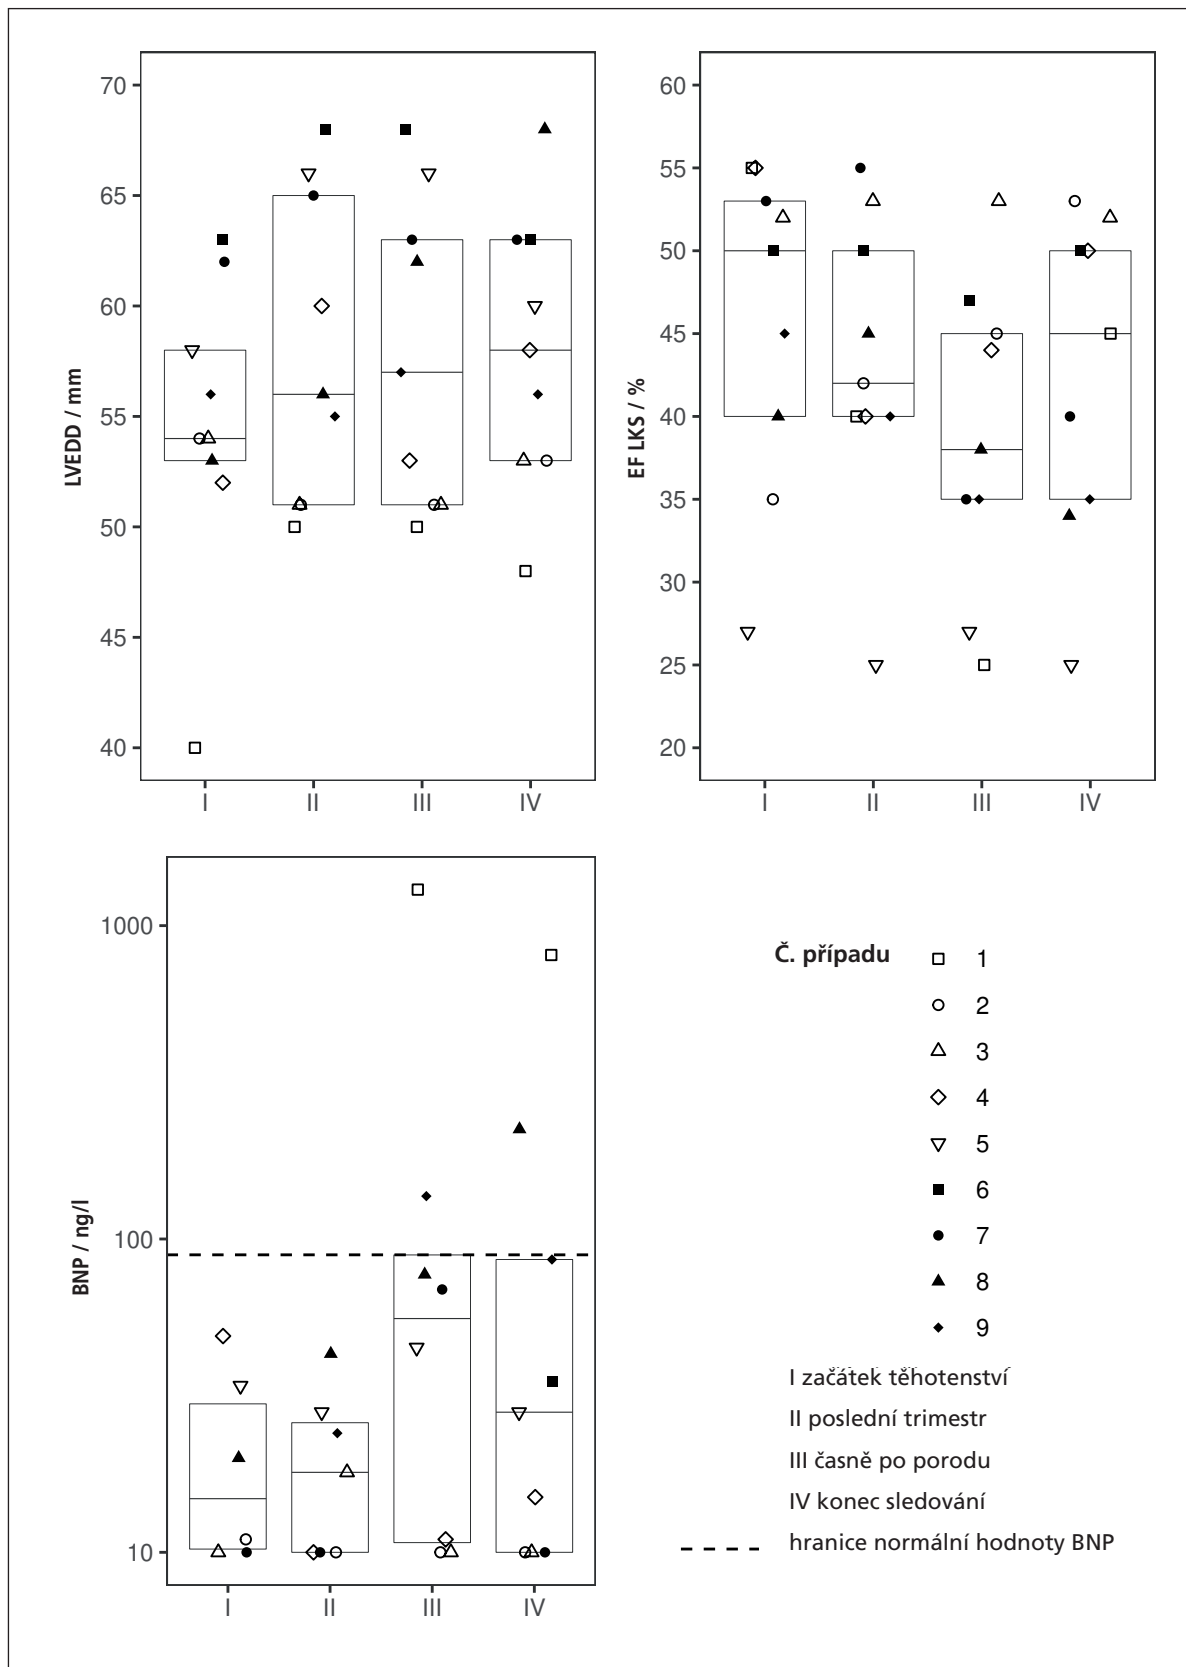 70
65
60
55
50
45
40
LVEDD / mm
I II III IV
60
55
50
45
40
35
30
25
20
EF LKS / %
I II III IV
1000
100
10
BNP / ng/l
I II III IV
Č. případu
1
2
3
4
5
6
7
8
9
I začátek těhotenství
II poslední trimestr
III časně po porodu
IV konec sledování
hranice normální hodnoty BNP